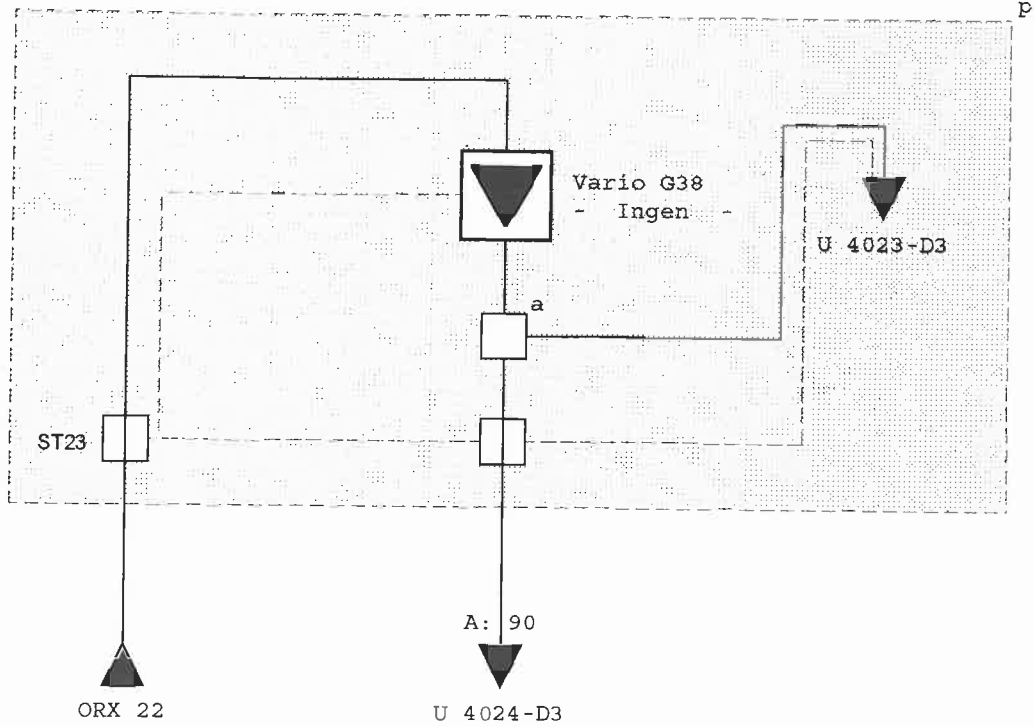 p
Vario G38
- Ingen -
U 4023-D3
a
ST23
A: 90
ORX 22
U 4024-D3